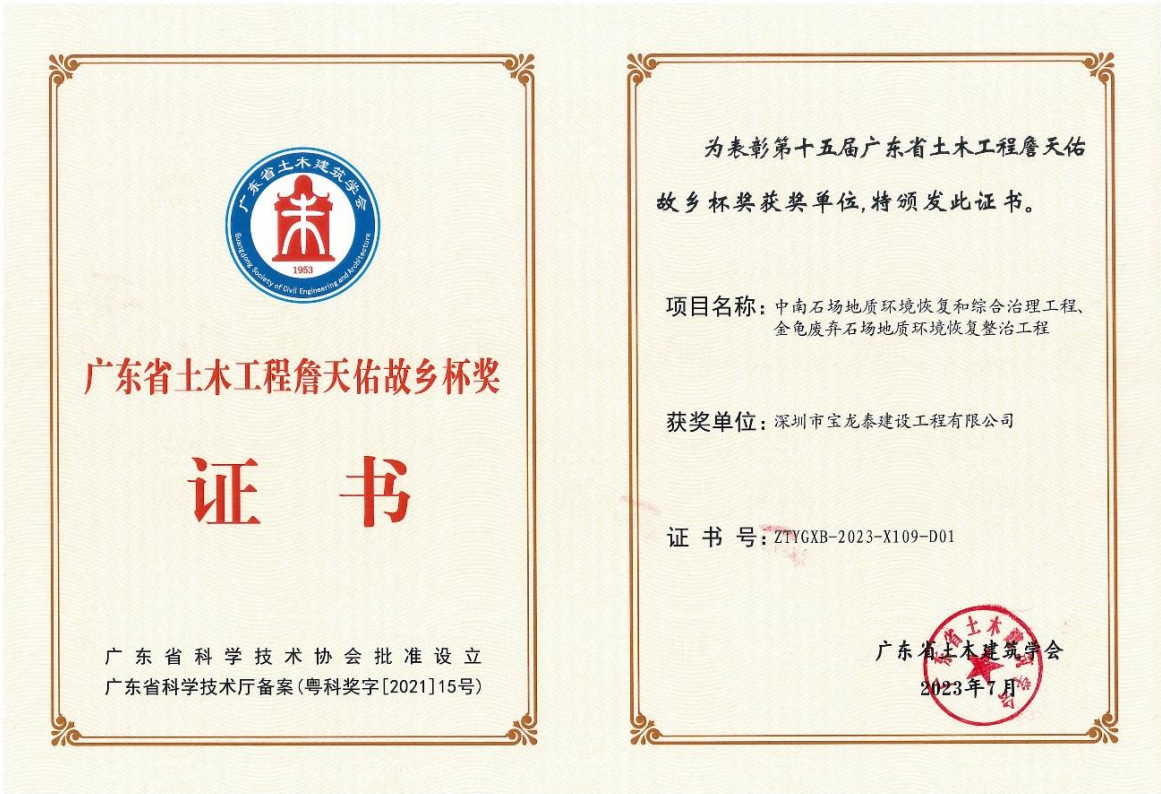 广东省土木建筑学会
1953
Guangdong Society of Civil Engineering and Architecture
广东省土木工程詹天佑故乡杯奖
证 书
广东省科学技术协会批准设立
广东省科学技术厅备案(粤科奖字[2021]15号)
为表彰第十五届广东省土木工程詹天佑
故乡杯奖获奖单位,特颁发此证书。
项目名称：中南石场地质环境恢复和综合治理工程、
金龟废弃石场地质环境恢复整治工程
获奖单位：深圳市宝龙泰建设工程有限公司
证 书 号：ZTYGXB-2023-X109-D01
广东省土木建筑学会
2023年7月
广东省土木建筑学会